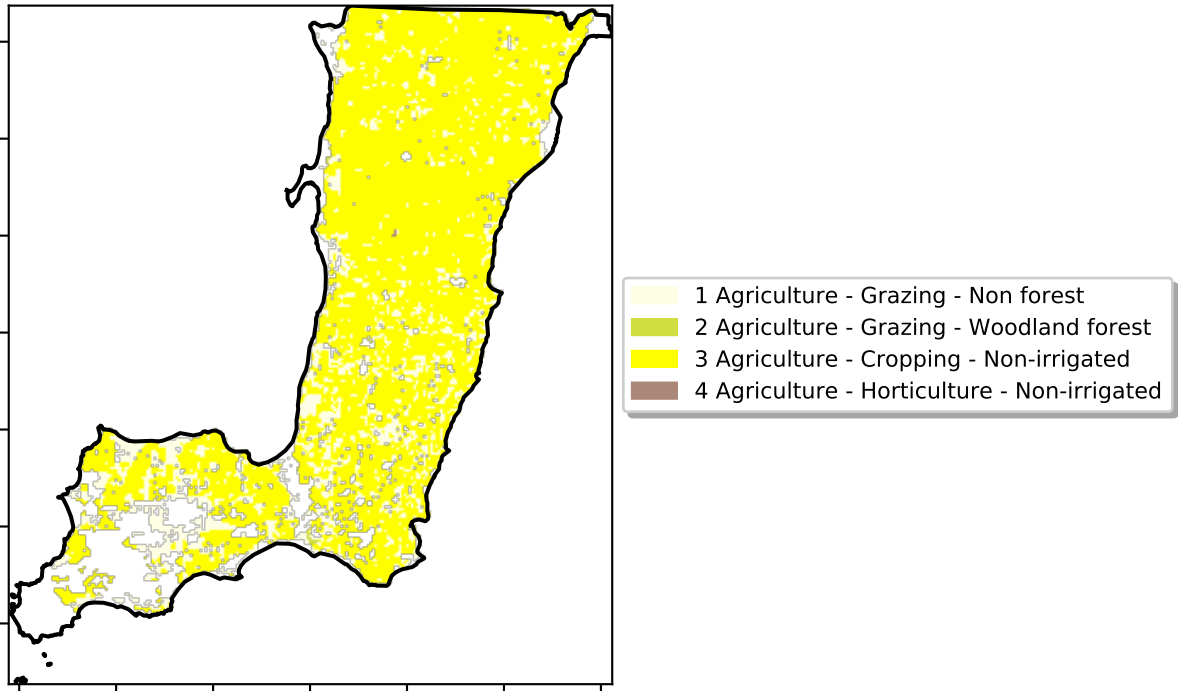 1 Agriculture - Grazing - Non forest
2 Agriculture - Grazing - Woodland forest
3 Agriculture - Cropping - Non-irrigated
4 Agriculture - Horticulture - Non-irrigated